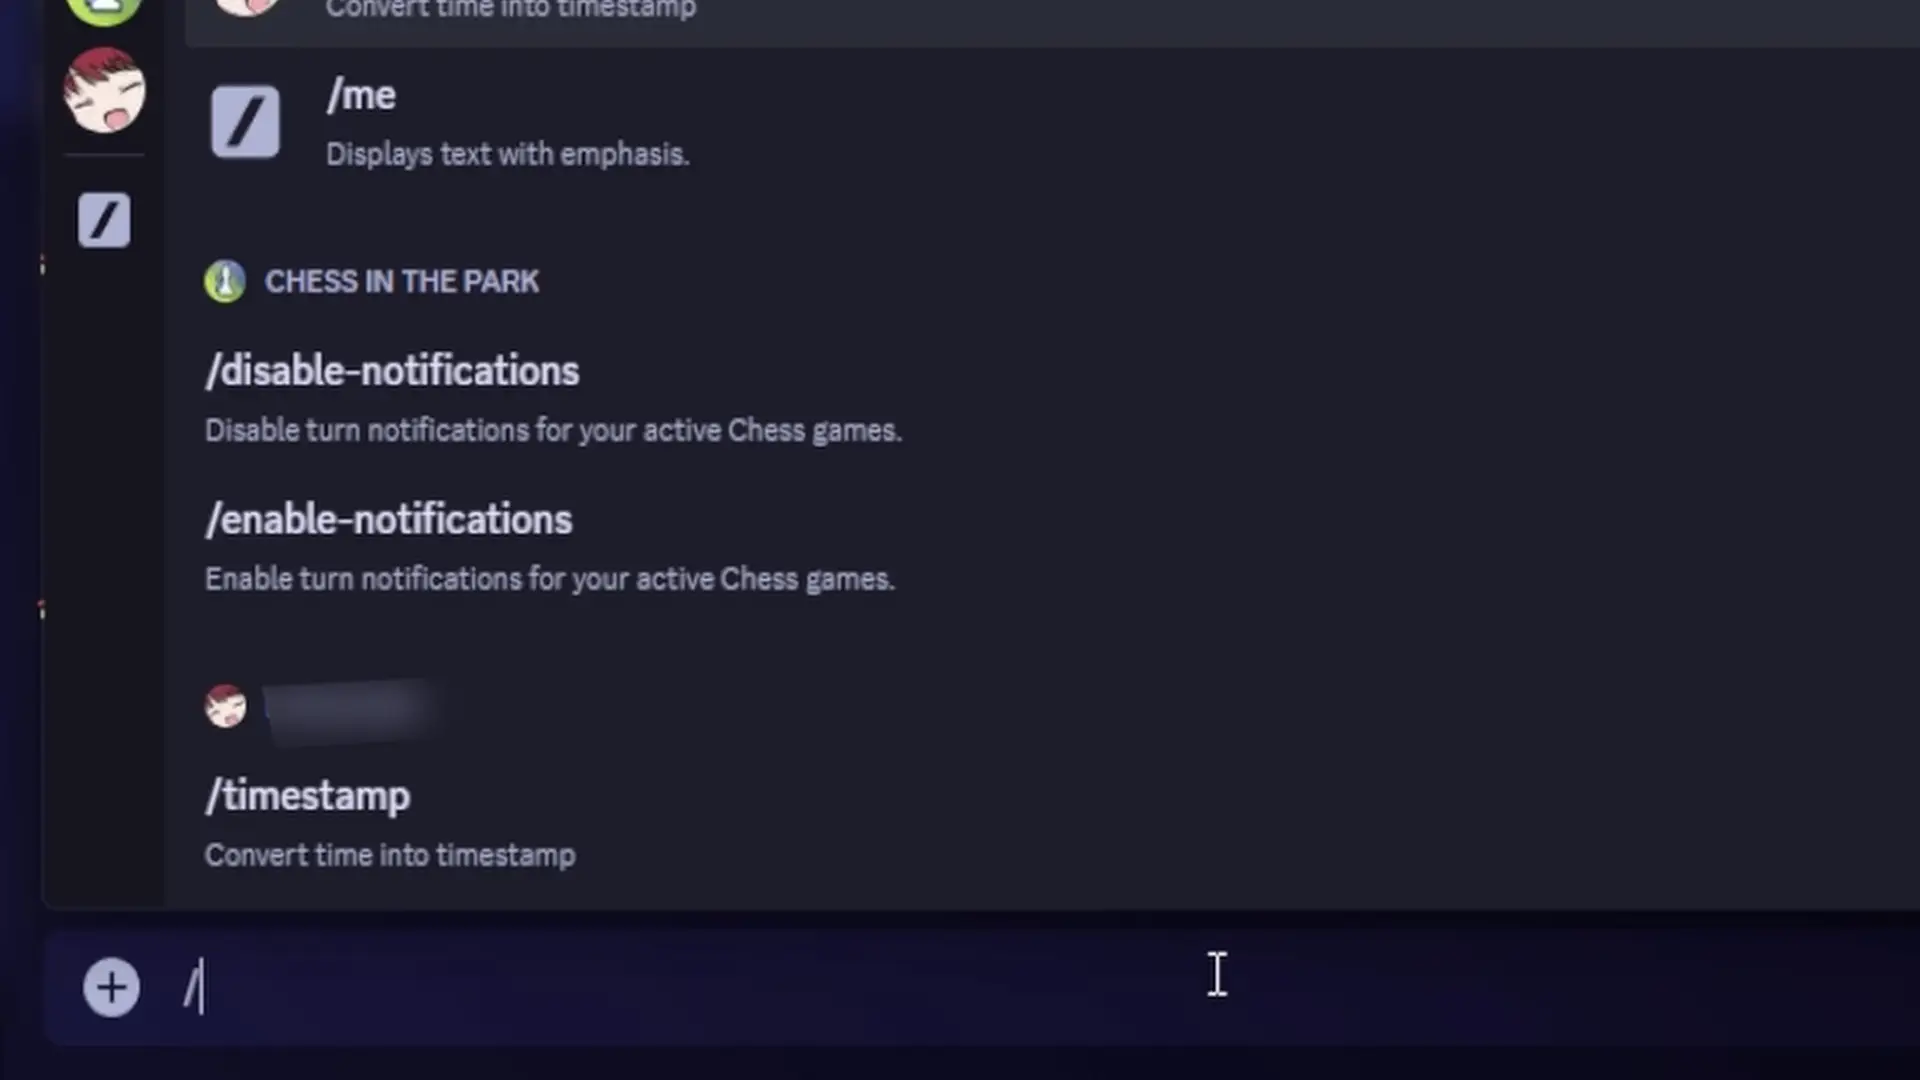 Convert time into timestamp
/me
Displays text with emphasis.
CHESS IN THE PARK
/disable-notifications
Disable turn notifications for your active Chess games.
/enable-notifications
Enable turn notifications for your active Chess games.
/timestamp
Convert time into timestamp
/